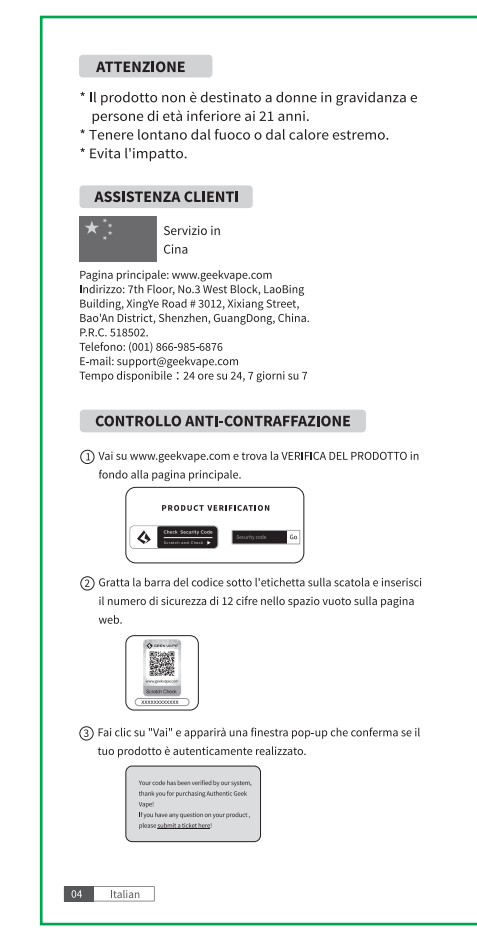 ATTENZIONE
* Il prodotto non è destinato a donne in gravidanza e
persone di età inferiore ai 21 anni.
* Tenere lontano dal fuoco o dal calore estremo.
* Evita l'impatto.
ASSISTENZA CLIENTI
Servizio in
Cina
Pagina principale: www.geekvape.com
Indirizzo: 7th Floor, No.3 West Block, LaoBing
Building, XingYe Road # 3012, Xixiang Street,
Bao'An District, Shenzhen, GuangDong, China.
P.R.C. 518502.
Telefono: (001) 866-985-6876
E-mail: support@geekvape.com
Tempo disponibile：24 ore su 24, 7 giorni su 7
CONTROLLO ANTI-CONTRAFFAZIONE
① Vai su www.geekvape.com e trova la VERIFICA DEL PRODOTTO in
fondo alla pagina principale.
PRODUCT VERIFICATION
Check Security Code
Scratch and Check
Security code
Go
② Gratta la barra del codice sotto l'etichetta sulla scatola e inserisci
il numero di sicurezza di 12 cifre nello spazio vuoto sulla pagina
web.
GEEK VAPE
www.geekvape.com
Scratch Check
XXXXXXXXXXXX
③ Fai clic su "Vai" e apparirà una finestra pop-up che conferma se il
tuo prodotto è autenticamente realizzato.
Your code has been verified by our system,
thank you for purchasing Authentic Geek
Vape!
If you have any question on your product ,
please submit a ticket here!
04 Italian